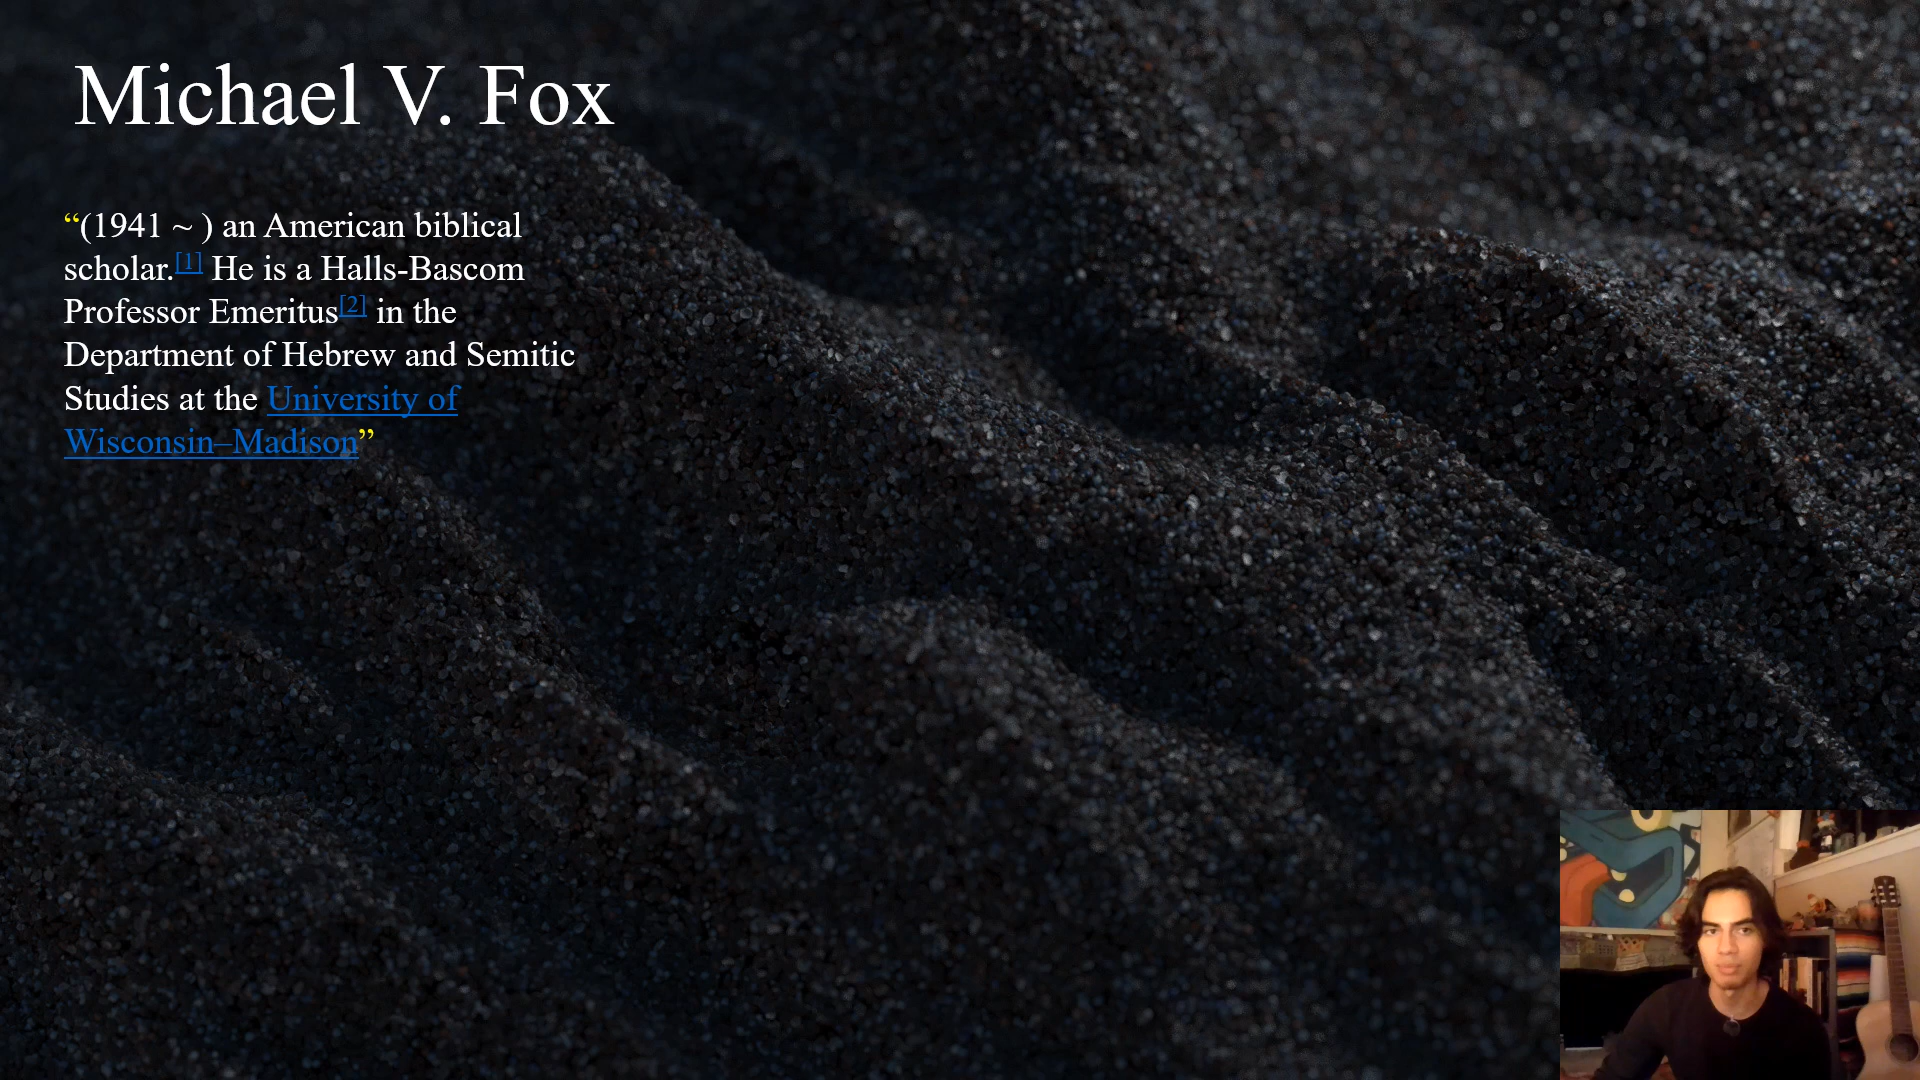 Michael V. Fox
“(1941 ~ ) an American biblical
scholar.[1] He is a Halls-Bascom
Professor Emeritus[2] in the
Department of Hebrew and Semitic
Studies at the University of
Wisconsin–Madison”